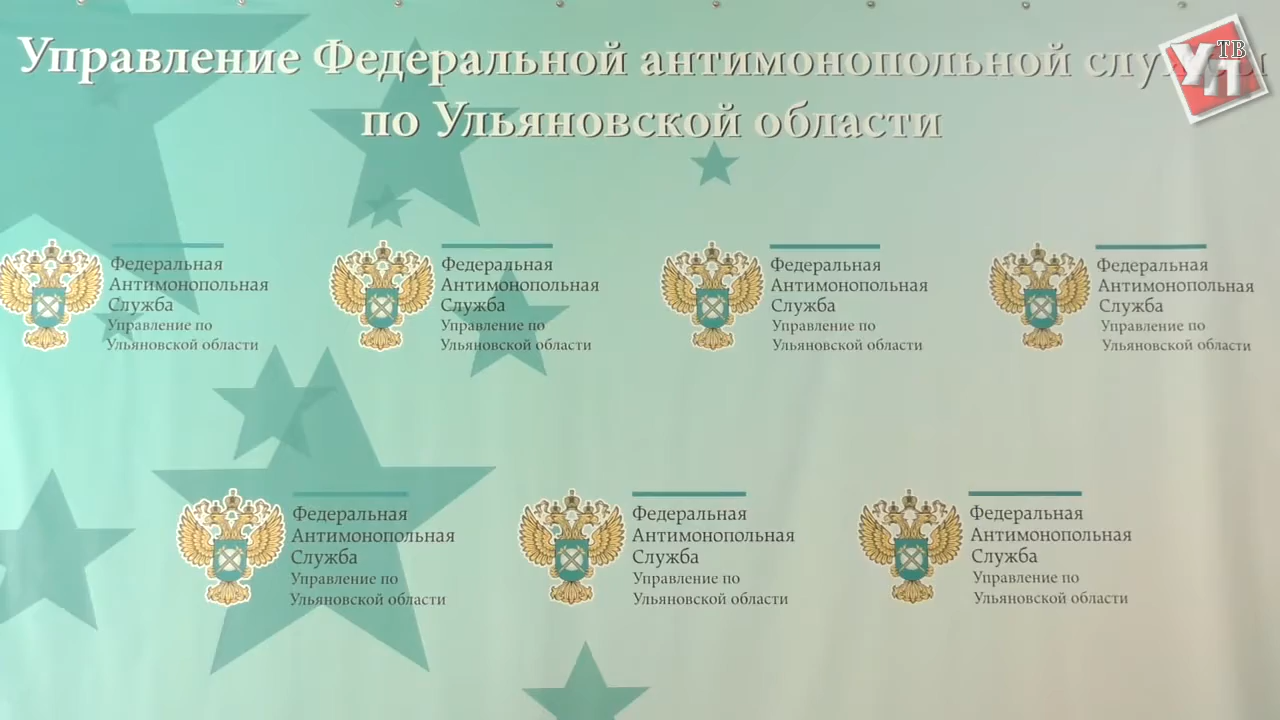 Управление Федеральной антимонопольной службы
по Ульяновской области
УП ТВ
Федеральная
Антимонопольная
Служба
Управление по
Ульяновской области
Федеральная
Антимонопольная
Служба
Управление по
Ульяновской области
Федеральная
Антимонопольная
Служба
Управление по
Ульяновской области
Федеральная
Антимонопольная
Служба
Управление по
Ульяновской области
Федеральная
Антимонопольная
Служба
Управление по
Ульяновской области
Федеральная
Антимонопольная
Служба
Управление по
Ульяновской области
Федеральная
Антимонопольная
Служба
Управление по
Ульяновской области